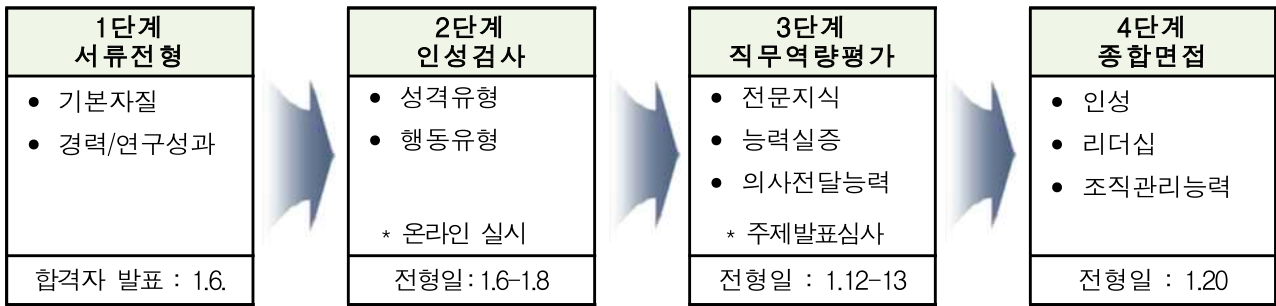 1단계
서류전형
• 기본자질
• 경력/연구성과
합격자 발표 : 1.6.
2단계
인성검사
• 성격유형
• 행동유형
* 온라인 실시
전형일:1.6-1.8
3단계
직무역량평가
• 전문지식
• 능력실증
• 의사전달능력
* 주제발표심사
전형일 : 1.12-13
4단계
종합면접
• 인성
• 리더십
• 조직관리능력
전형일 : 1.20